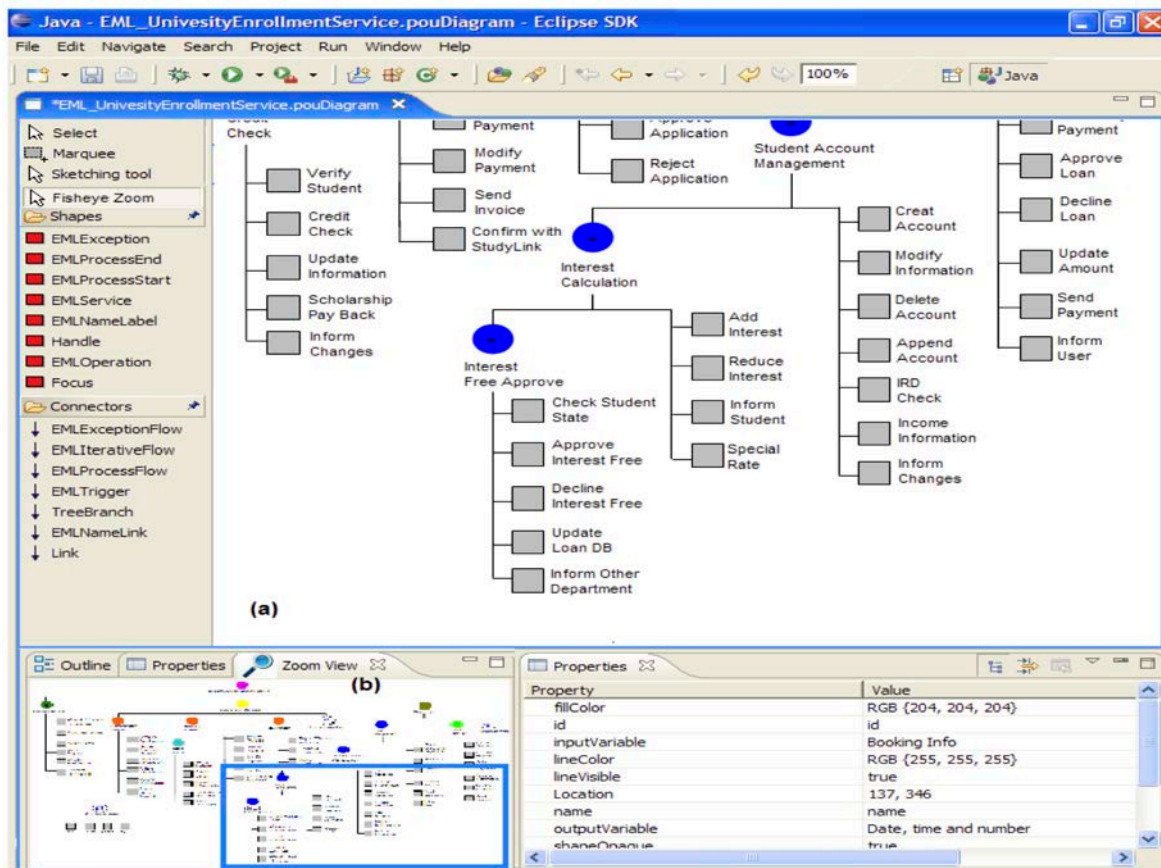 Java - EML_UnivesityEnrollmentService.pouDiagram - Eclipse SDK
File Edit Navigate Search Project Run Window Help
100%
Java
*EML_UnivesityEnrollmentService.pouDiagram
Select
Marquee
Sketching tool
Fisheye Zoom
Shapes
EMLException
EMLProcessEnd
EMLProcessStart
EMLService
EMLNameLabel
Handle
EMLOperation
Focus
Connectors
EMLExceptionFlow
EMLIterativeFlow
EMLProcessFlow
EMLTrigger
TreeBranch
EMLNameLink
Link
Credit
Check
Verify
Student
Credit
Check
Update
Information
Scholarship
Pay Back
Inform
Changes
Payment
Modify
Payment
Send
Invoice
Confirm with
StudyLink
Approve
Application
Reject
Application
Student Account
Management
Interest
Calculation
Interest
Free Approve
Check Student
State
Approve
Interest Free
Decline
Interest Free
Update
Loan DB
Inform Other
Department
Add
Interest
Reduce
Interest
Inform
Student
Special
Rate
Creat
Account
Modify
Information
Delete
Account
Append
Account
IRD
Check
Income
Information
Inform
Changes
Payment
Approve
Loan
Decline
Loan
Update
Amount
Send
Payment
Inform
User
(a)
Outline Properties Zoom View
(b)
Properties
Property Value
fillColor RGB {204, 204, 204}
id id
inputVariable Booking Info
lineColor RGB {255, 255, 255}
lineVisible true
Location 137, 346
name name
outputVariable Date, time and number
shapeOpaque true